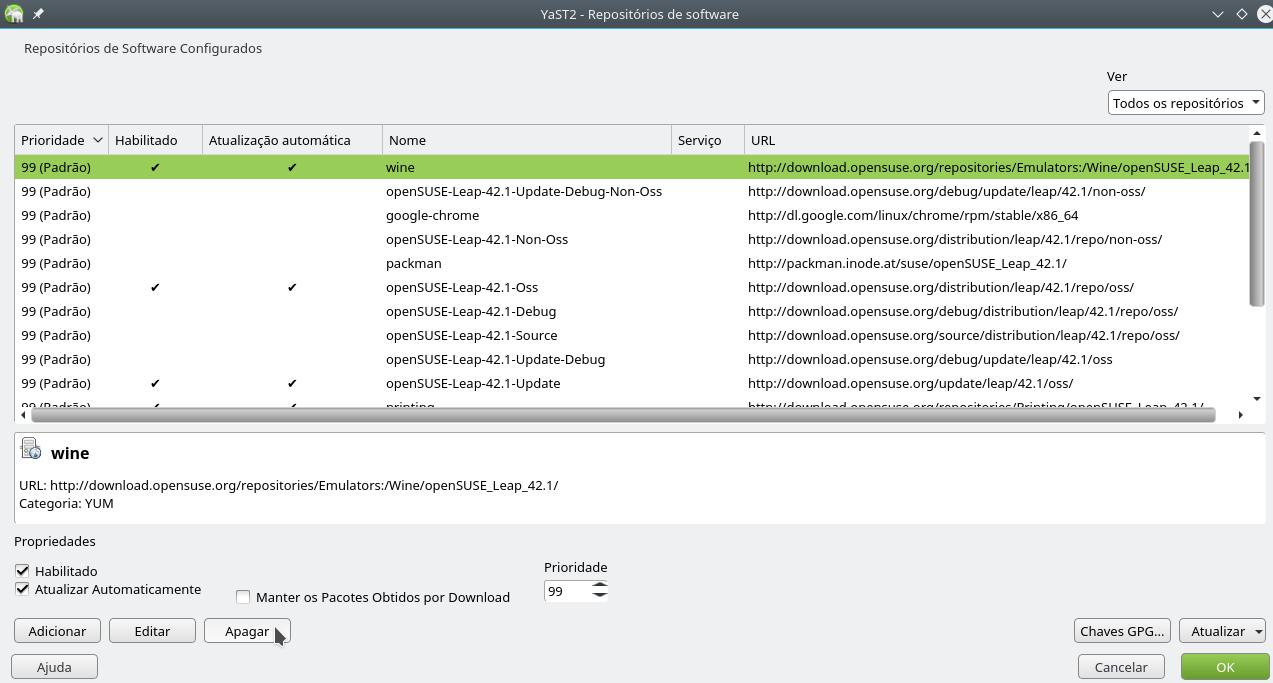 YaST2 - Repositórios de software
Repositórios de Software Configurados
Ver
Todos os repositórios
Prioridade Habilitado Atualização automática Nome Serviço URL
99 (Padrão) ✔ ✔ wine http://download.opensuse.org/repositories/Emulators:/Wine/openSUSE_Leap_42.1
99 (Padrão) openSUSE-Leap-42.1-Update-Debug-Non-Oss http://download.opensuse.org/debug/update/leap/42.1/non-oss/
99 (Padrão) google-chrome http://dl.google.com/linux/chrome/rpm/stable/x86_64
99 (Padrão) openSUSE-Leap-42.1-Non-Oss http://download.opensuse.org/distribution/leap/42.1/repo/non-oss/
99 (Padrão) packman http://packman.inode.at/suse/openSUSE_Leap_42.1/
99 (Padrão) ✔ ✔ openSUSE-Leap-42.1-Oss http://download.opensuse.org/distribution/leap/42.1/repo/oss/
99 (Padrão) openSUSE-Leap-42.1-Debug http://download.opensuse.org/debug/distribution/leap/42.1/repo/oss/
99 (Padrão) openSUSE-Leap-42.1-Source http://download.opensuse.org/source/distribution/leap/42.1/repo/oss/
99 (Padrão) openSUSE-Leap-42.1-Update-Debug http://download.opensuse.org/debug/update/leap/42.1/oss
99 (Padrão) ✔ ✔ openSUSE-Leap-42.1-Update http://download.opensuse.org/update/leap/42.1/oss/
99 (Padrão) ✔ ✔ printing http://download.opensuse.org/repositories/Printing/openSUSE_Leap_42.1/
wine
URL: http://download.opensuse.org/repositories/Emulators:/Wine/openSUSE_Leap_42.1/
Categoria: YUM
Propriedades
Habilitado
Atualizar Automaticamente
Manter os Pacotes Obtidos por Download
Prioridade
99
Adicionar Editar Apagar Chaves GPG... Atualizar
Ajuda Cancelar OK